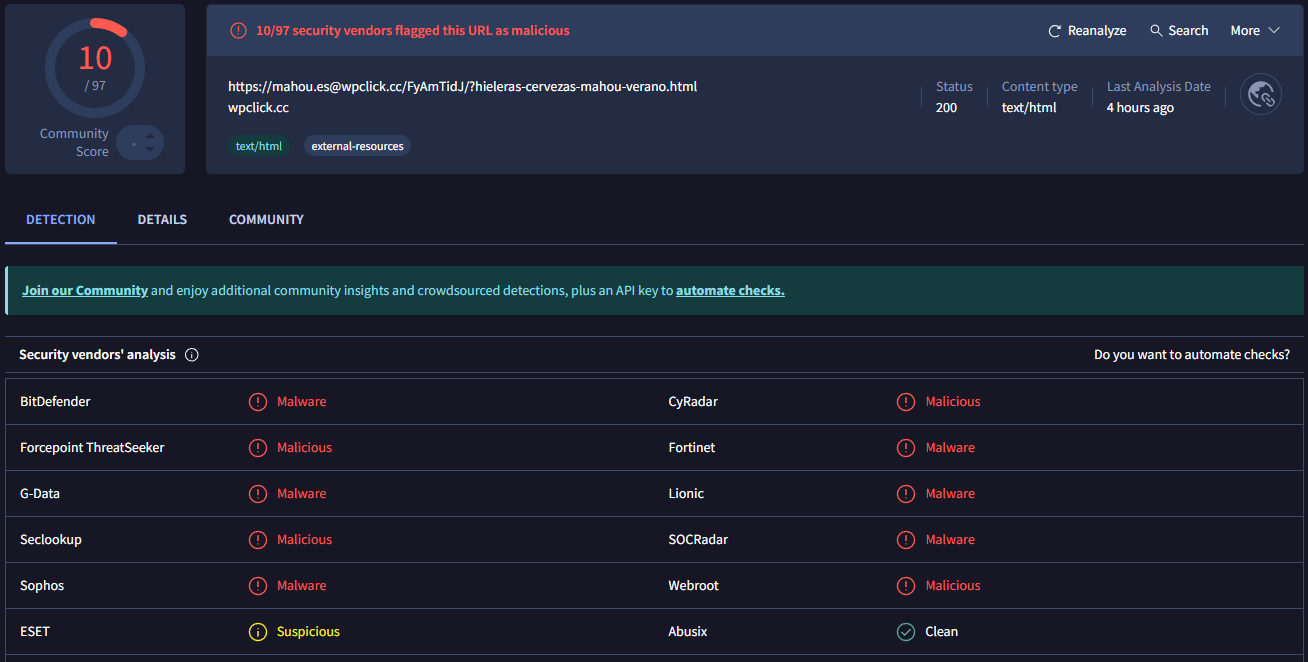 10
/ 97
Community
Score
10/97 security vendors flagged this URL as malicious
Reanalyze
Search
More
https://mahou.es@wpclick.cc/FyAmTidJ/?hieleras-cervezas-mahou-verano.html
wpclick.cc
Status
200
Content type
text/html
Last Analysis Date
4 hours ago
text/html
external-resources
DETECTION
DETAILS
COMMUNITY
Join our Community and enjoy additional community insights and crowdsourced detections, plus an API key to automate checks.
Security vendors' analysis
Do you want to automate checks?
BitDefender
Malware
CyRadar
Malicious
Forcepoint ThreatSeeker
Malicious
Fortinet
Malware
G-Data
Malware
Lionic
Malware
Seclookup
Malicious
SOCRadar
Malware
Sophos
Malware
Webroot
Malicious
ESET
Suspicious
Abusix
Clean